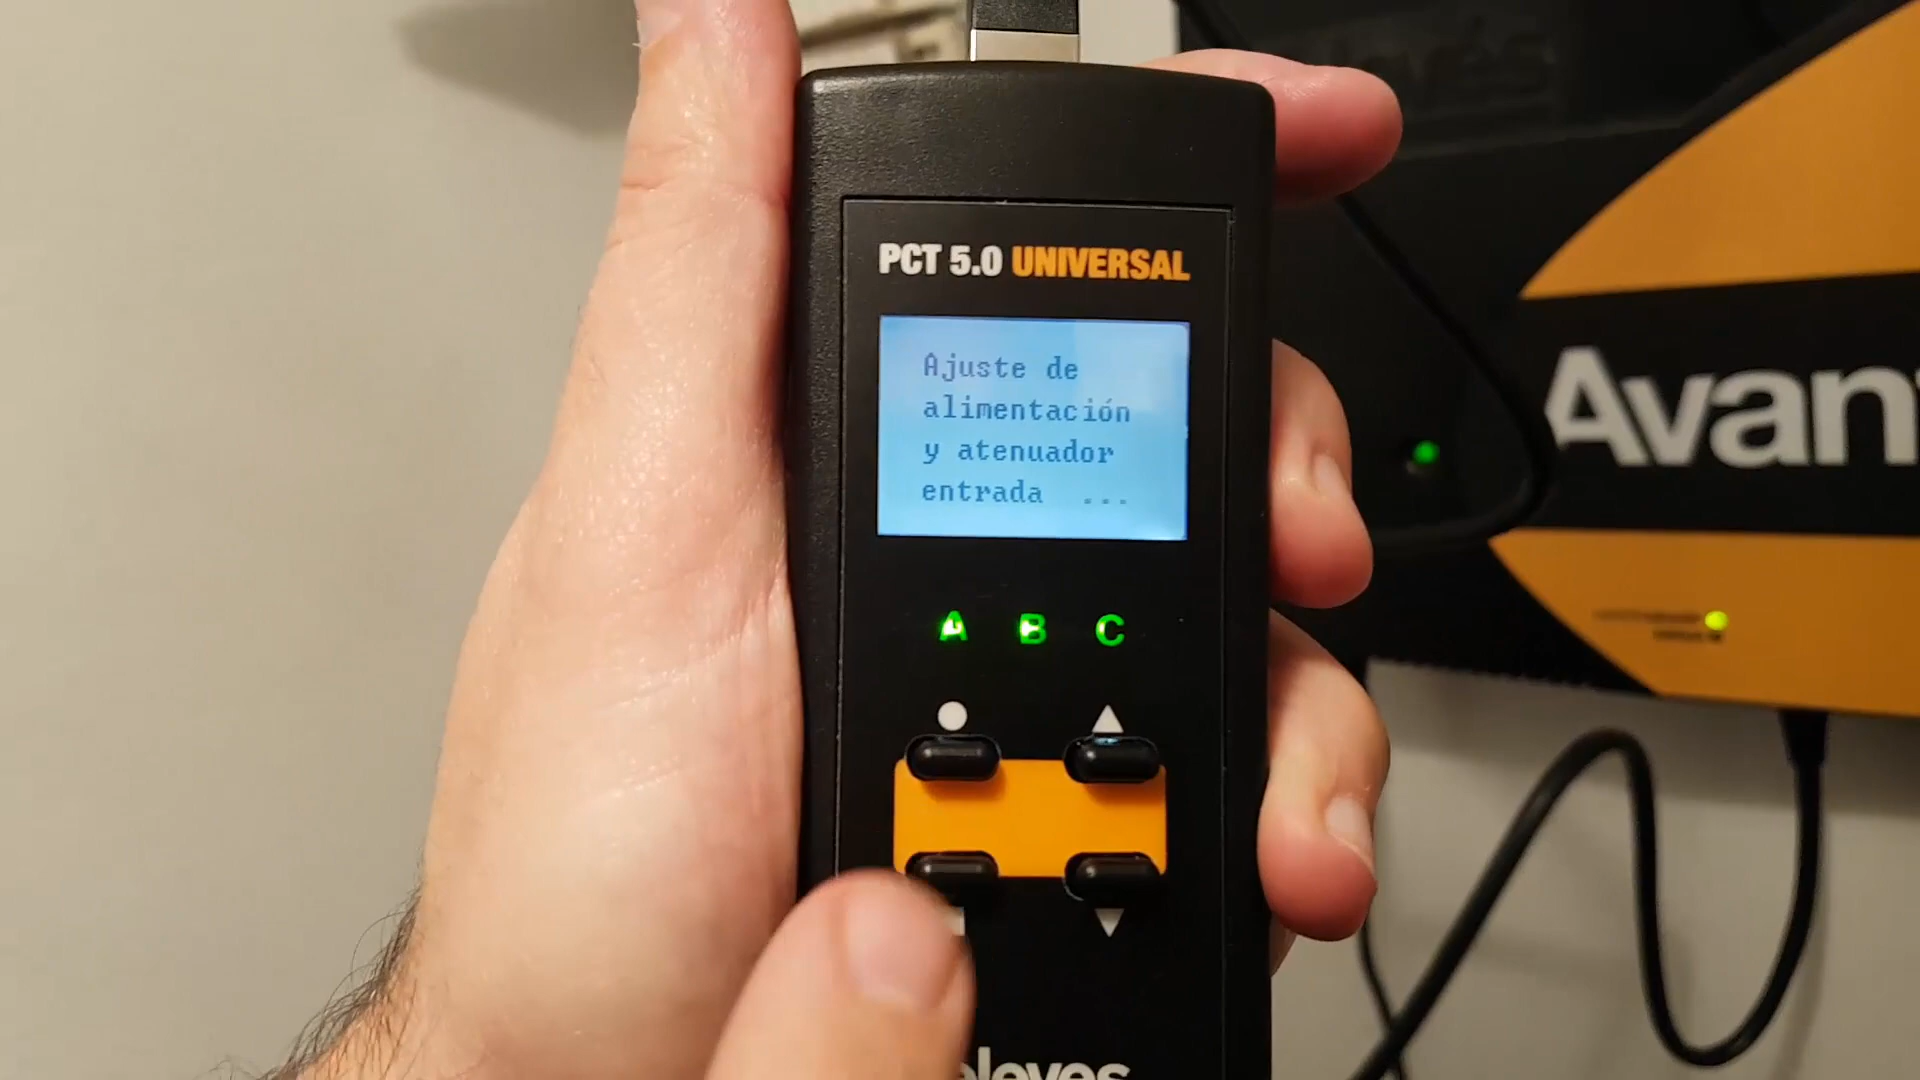 PCT 5.0 UNIVERSAL
Ajuste de
alimentación
y atenuador
entrada ...
A B C
Avan